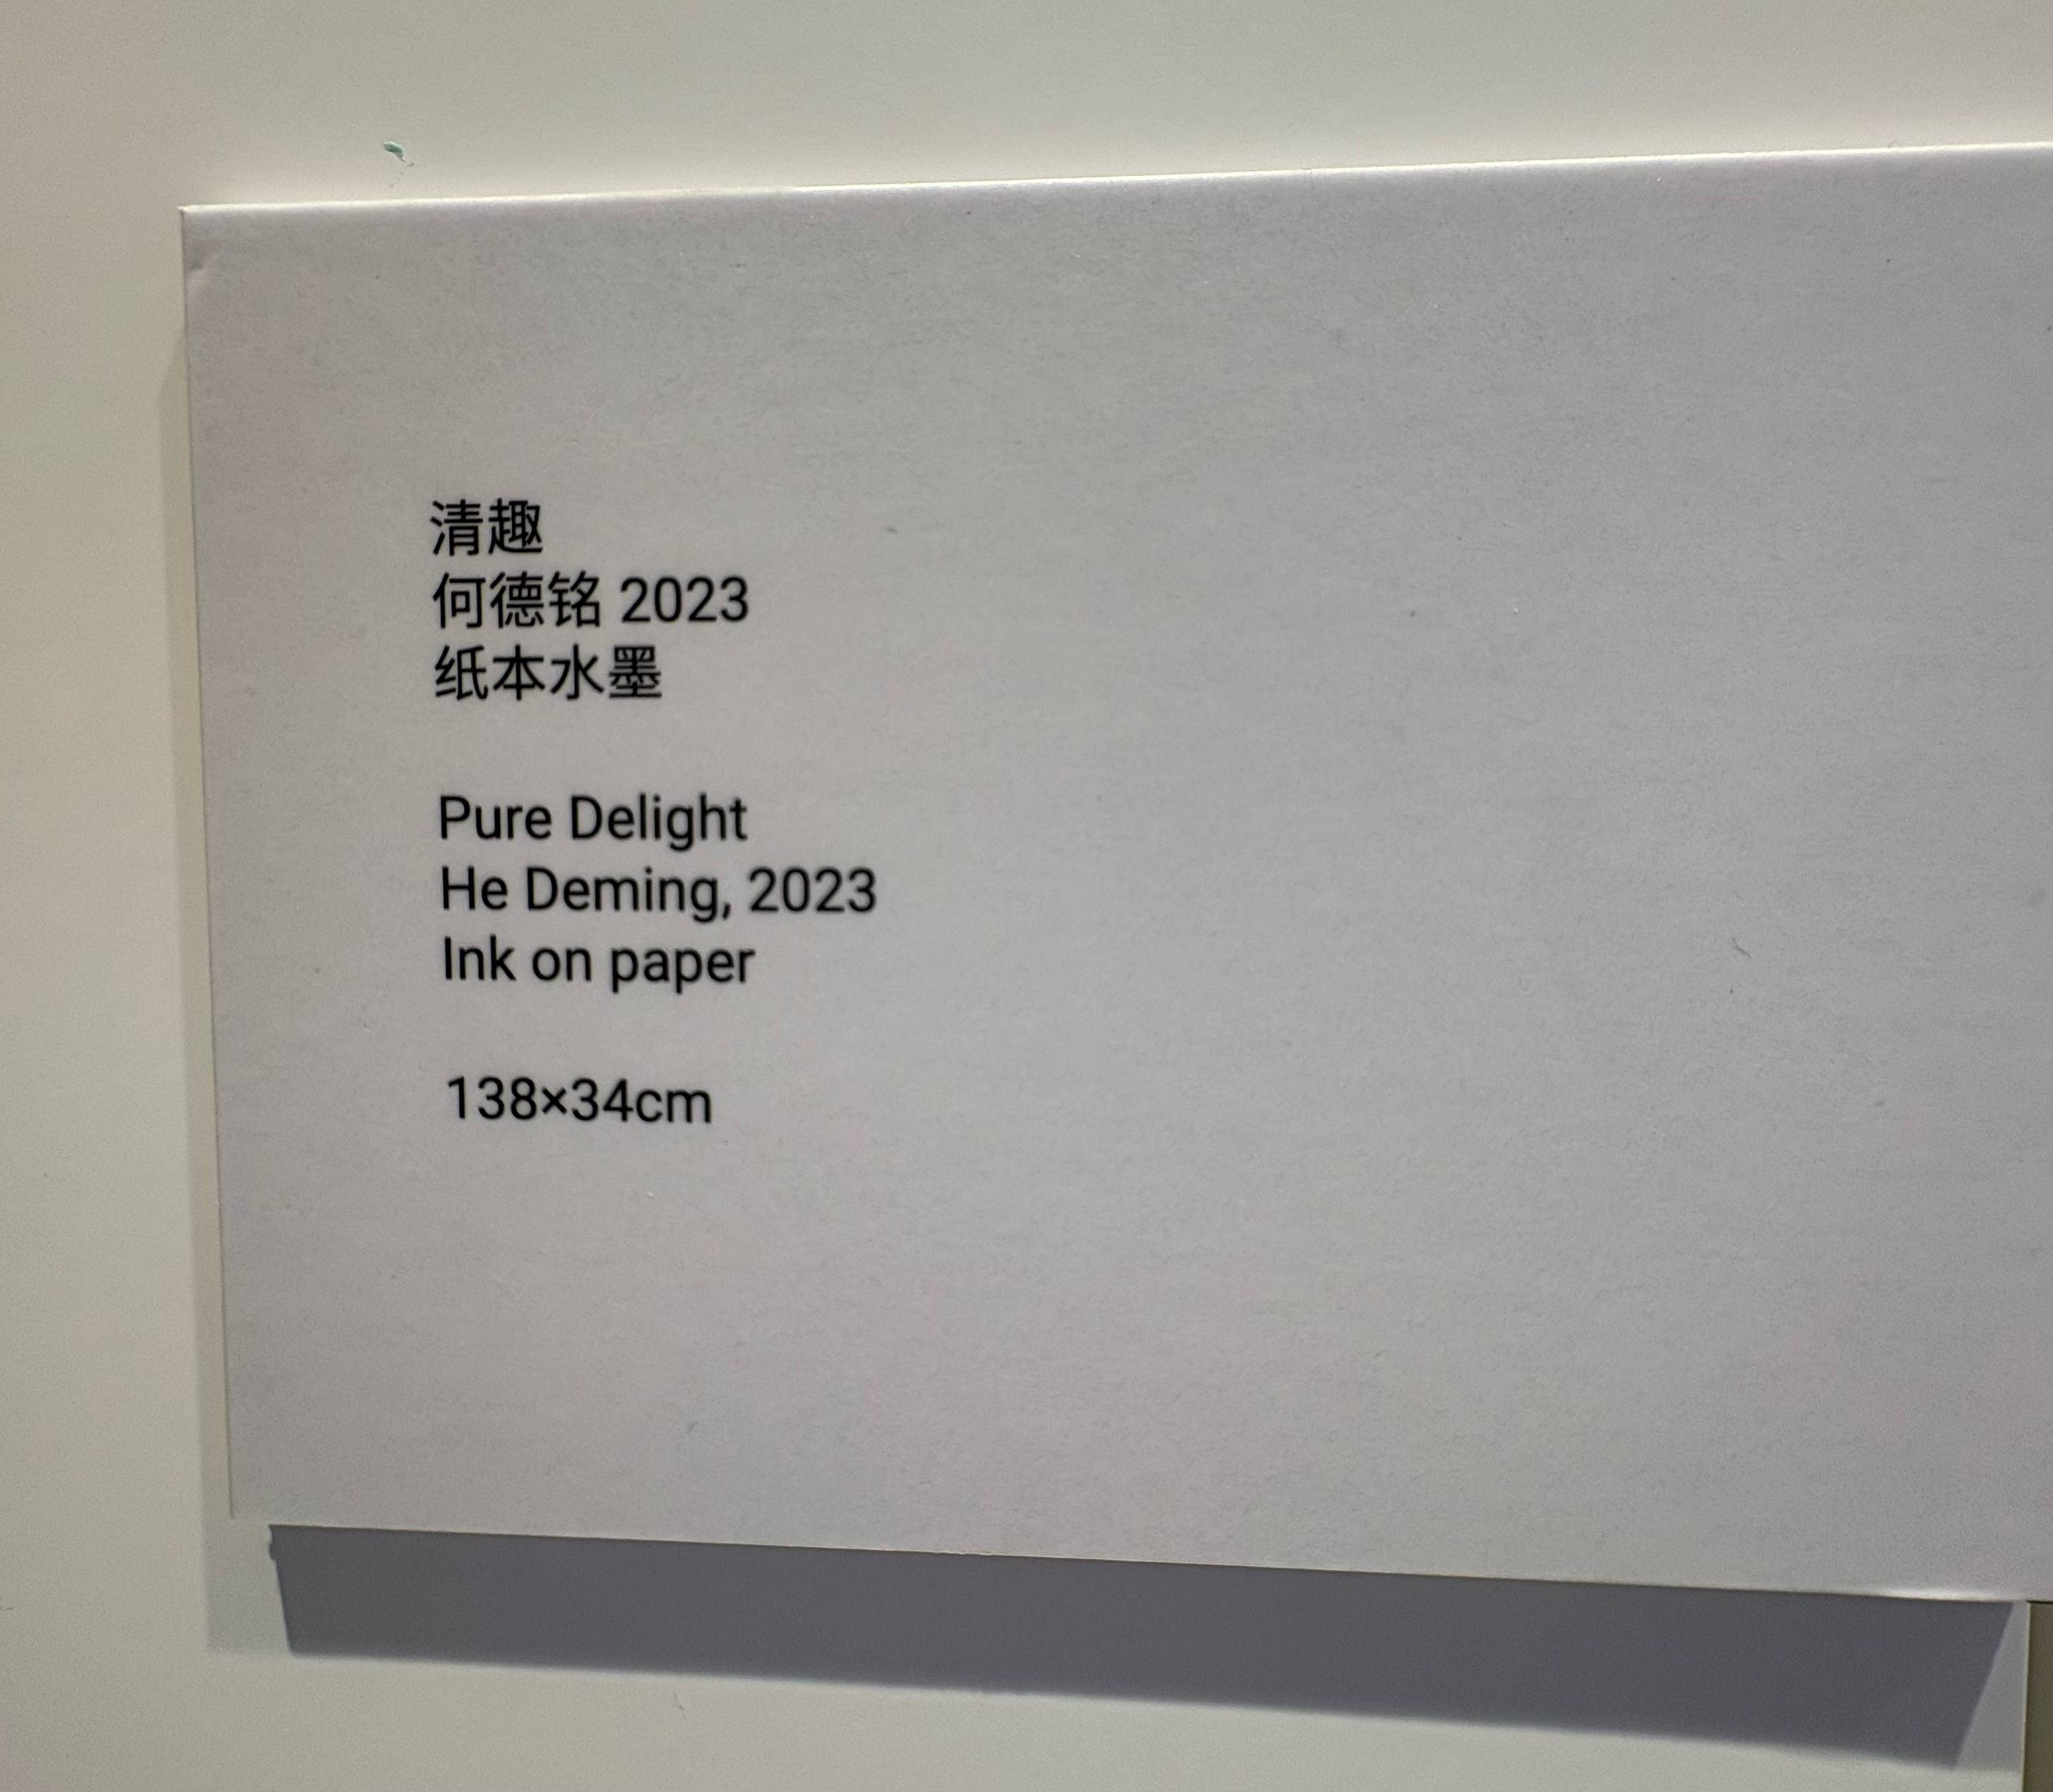 清趣
何德铭 2023
纸本水墨
Pure Delight
He Deming, 2023
Ink on paper
138×34cm